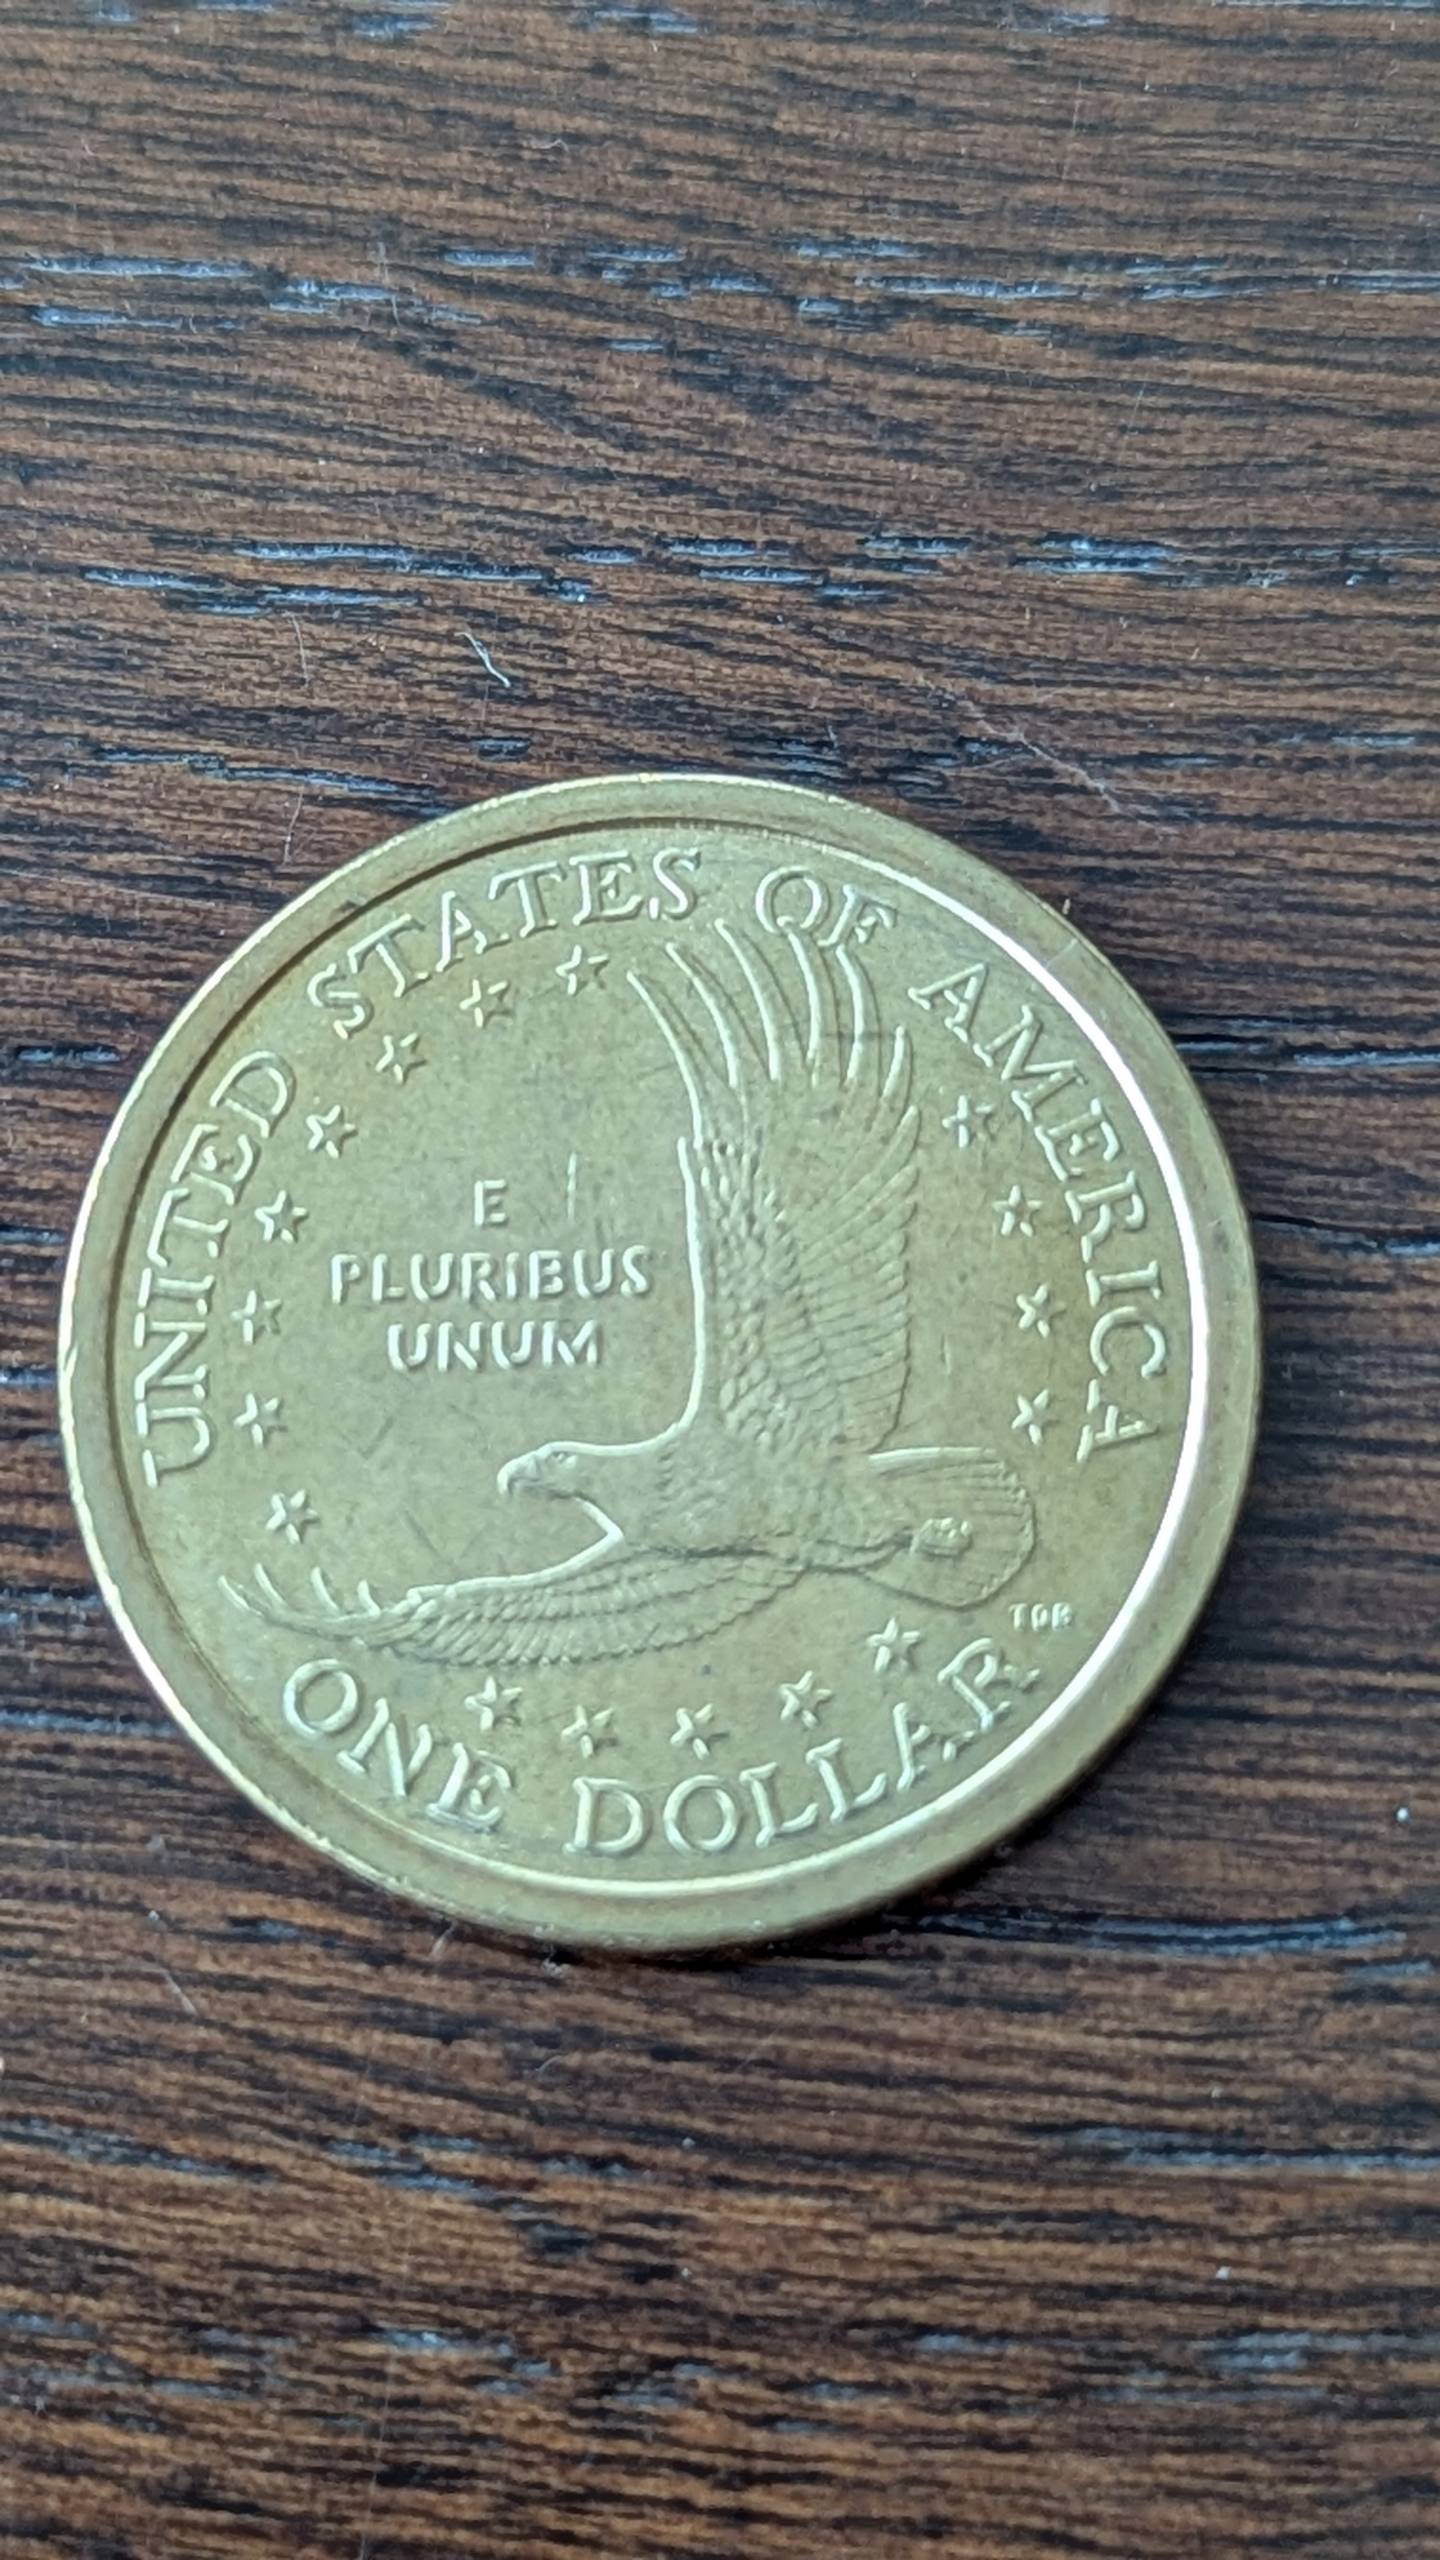 UNITED STATES OF AMERICA
E
PLURIBUS
UNUM
TDR
ONE DOLLAR